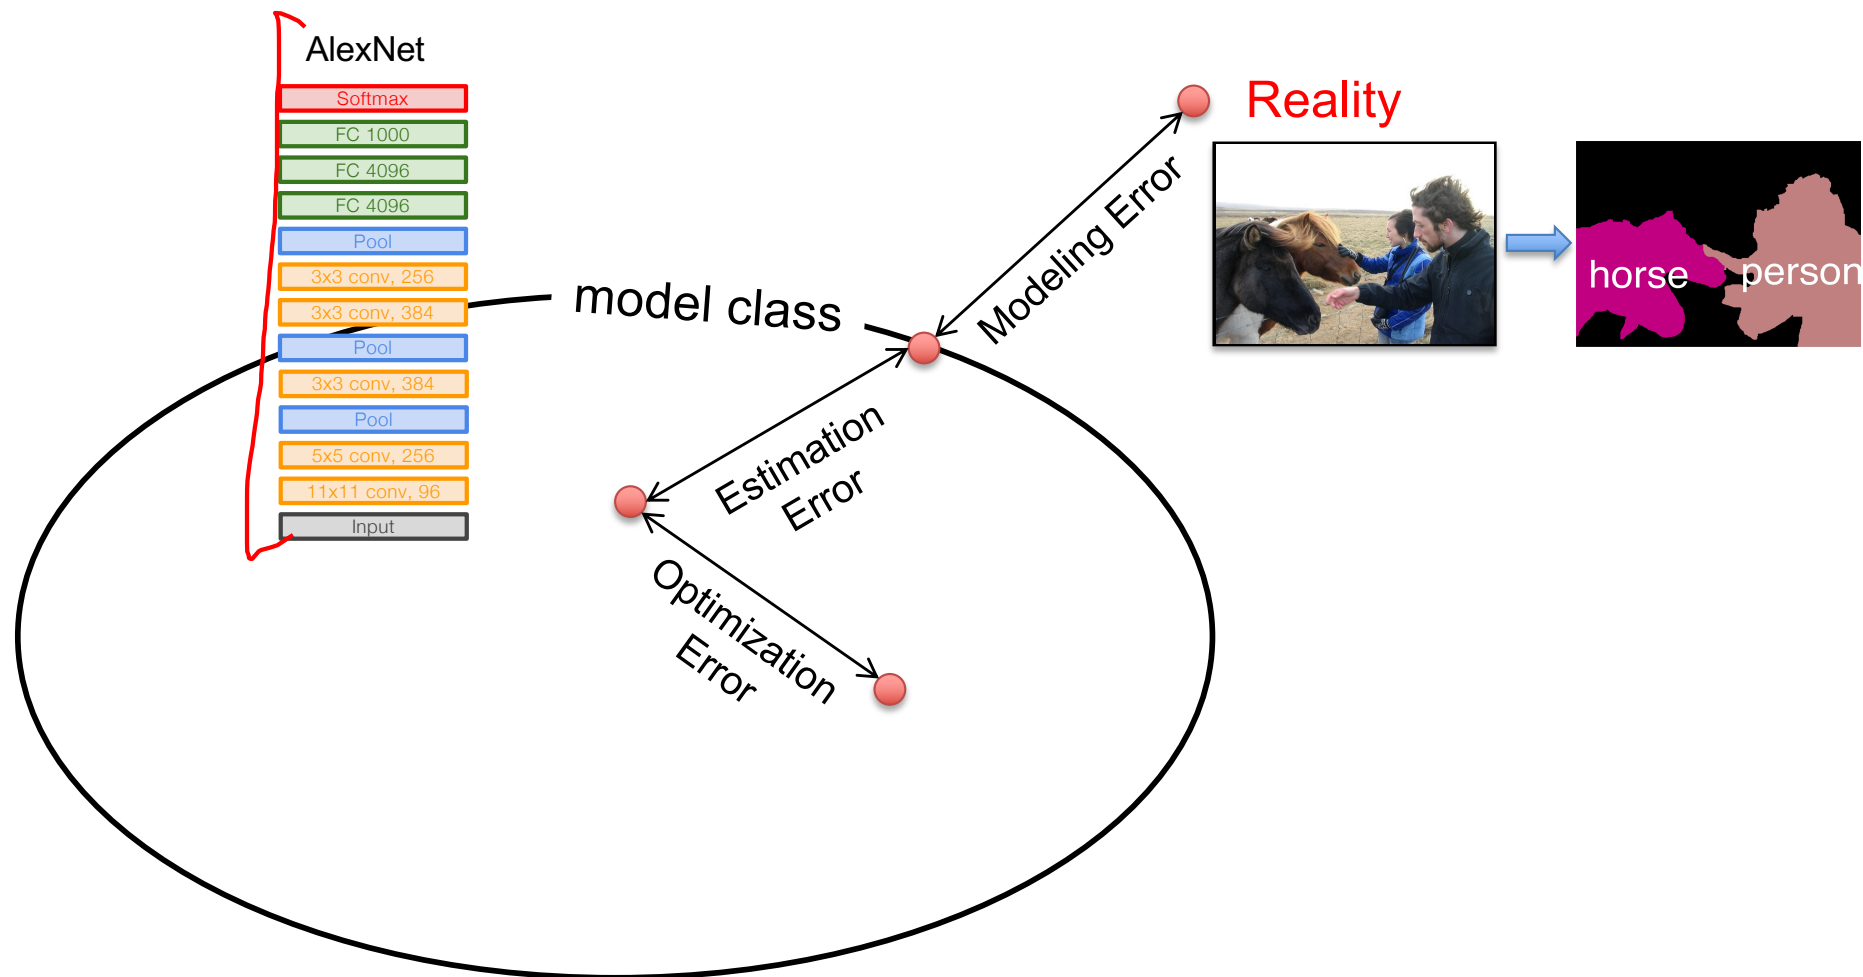 AlexNet
Softmax
FC 1000
FC 4096
FC 4096
Pool
3x3 conv, 256
3x3 conv, 384
Pool
3x3 conv, 384
Pool
5x5 conv, 256
11x11 conv, 96
Input
model class
Modeling Error
Estimation
Error
Optimization
Error
Reality
horse
person